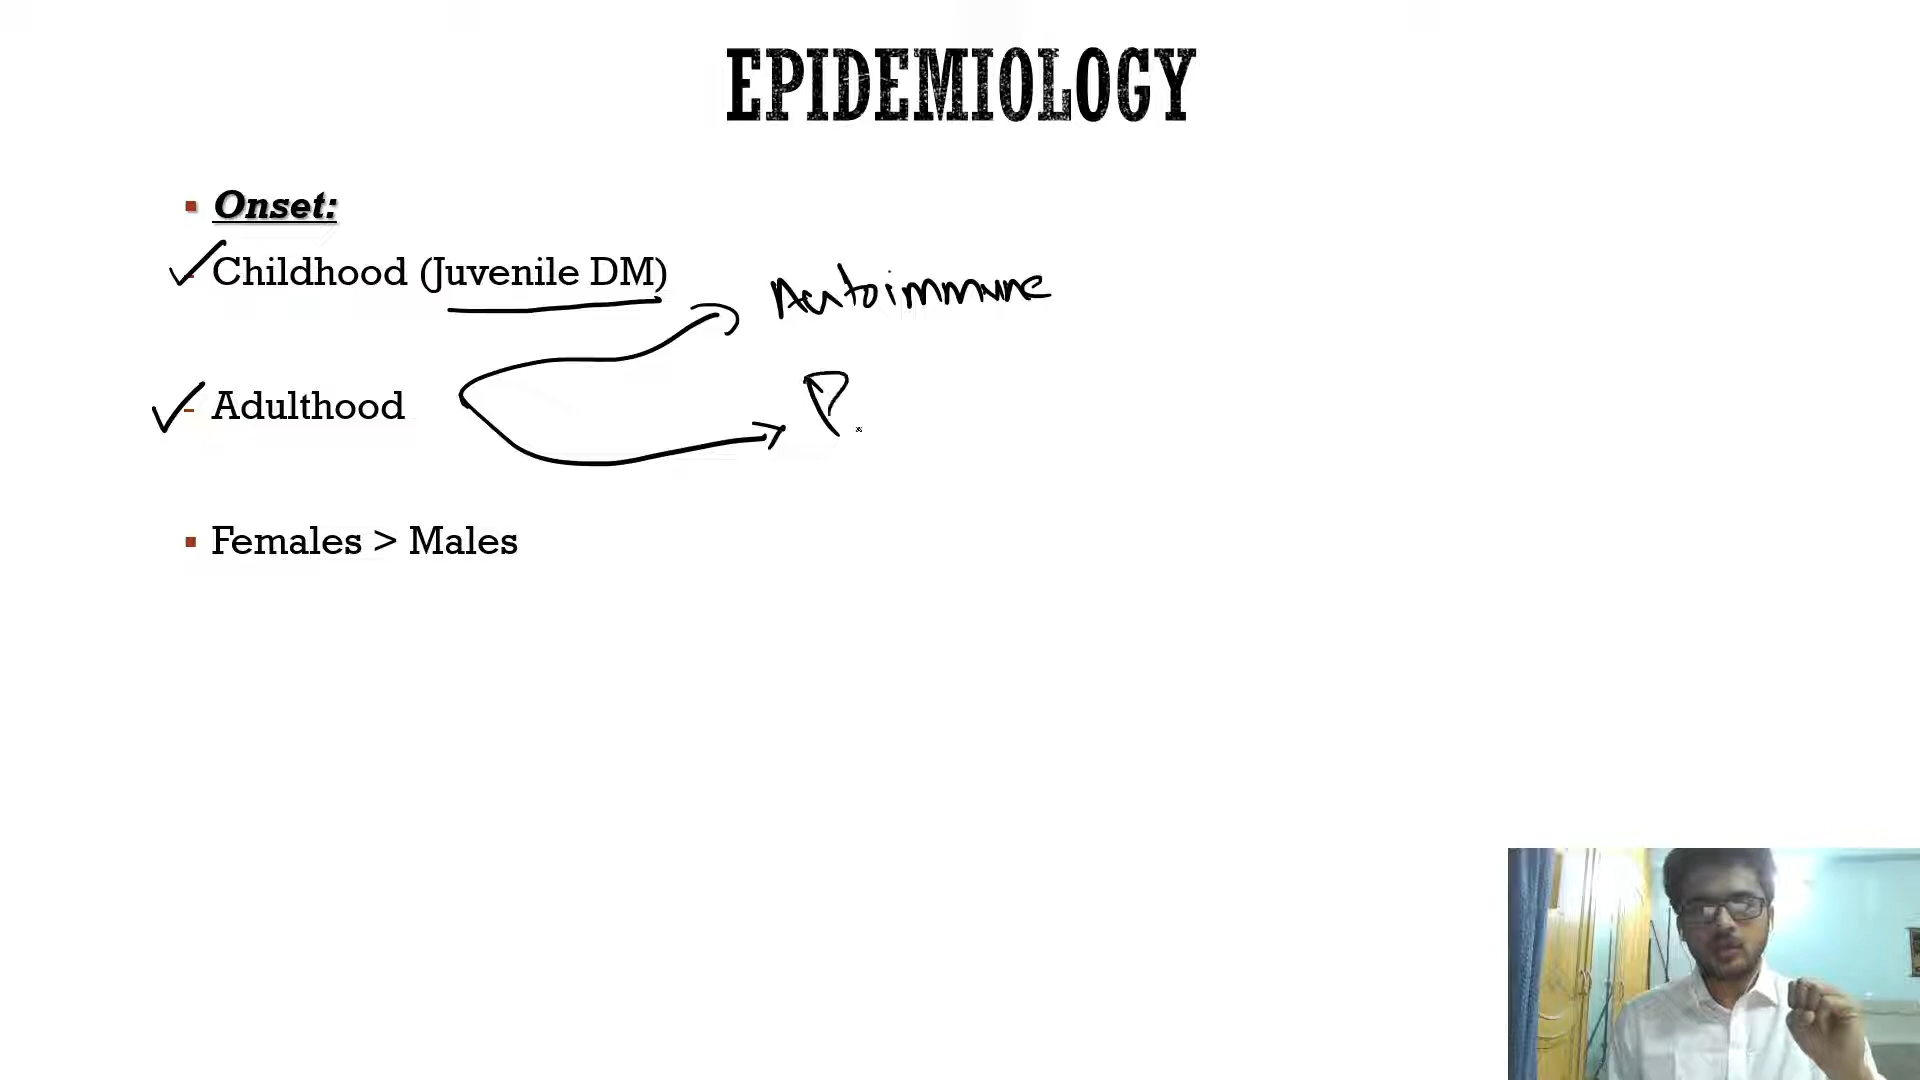 EPIDEMIOLOGY
▪ Onset:
- Childhood (Juvenile DM)
Autoimmune
- Adulthood
P
▪ Females > Males